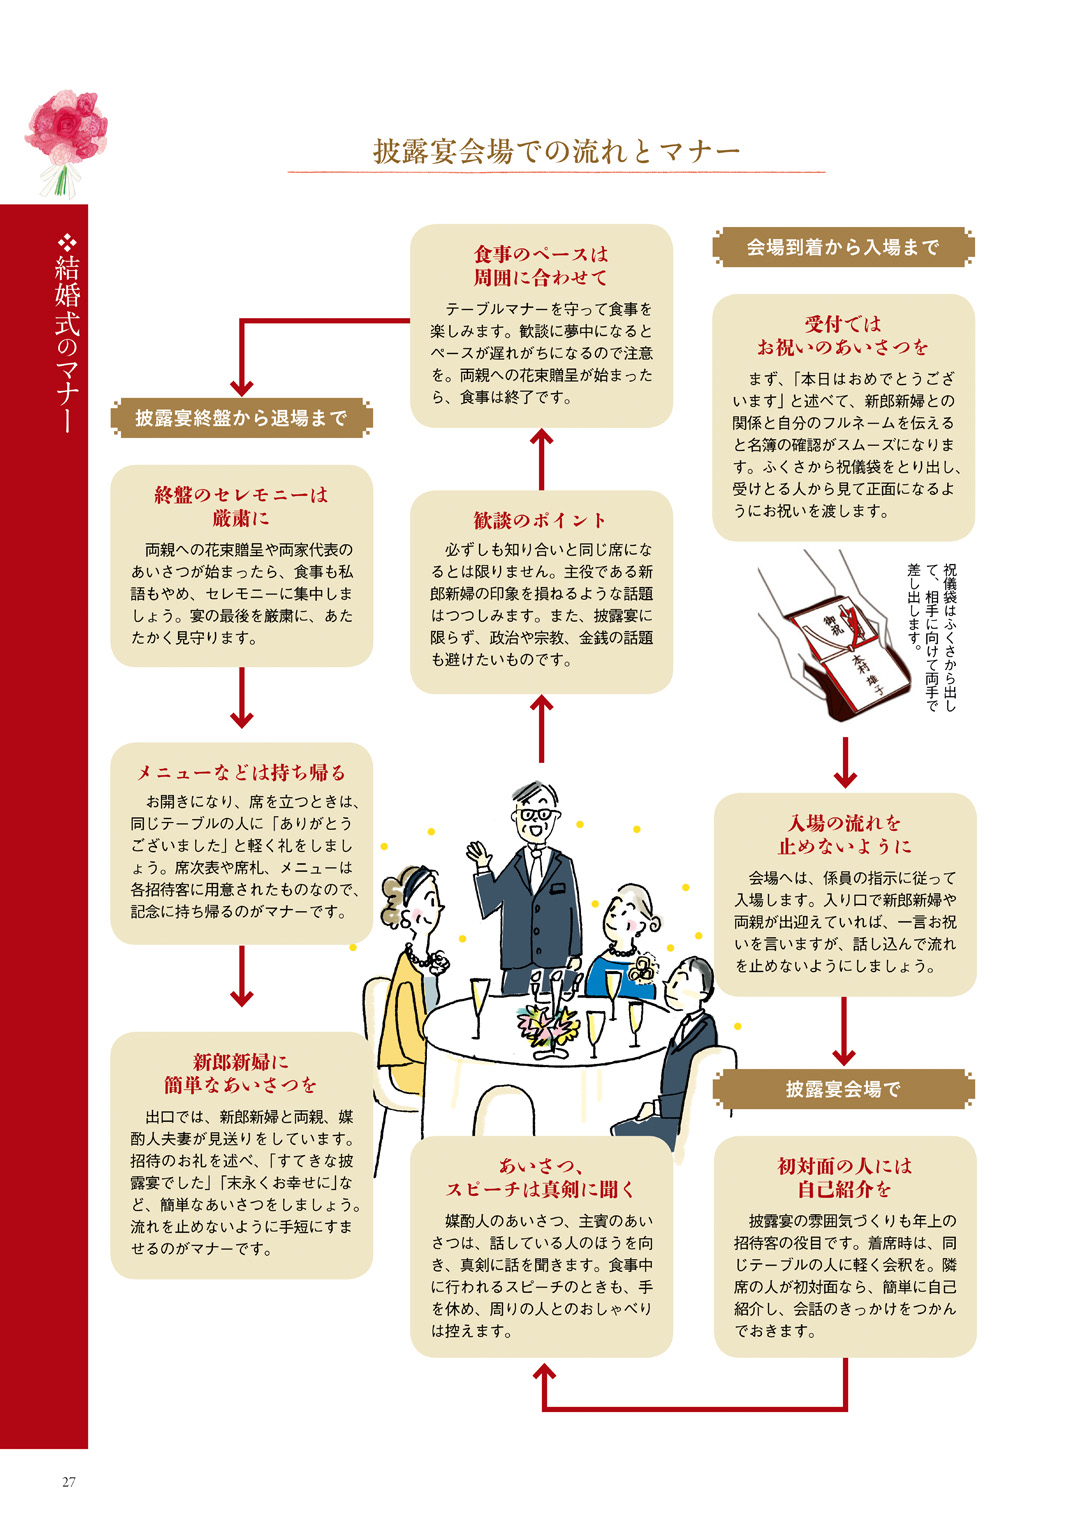 披露宴会場での流れとマナー
❖結婚式のマナー
会場到着から入場まで
受付では
お祝いのあいさつを
まず、「本日はおめでとうござ
います」と述べて、新郎新婦との
関係と自分のフルネームを伝える
と名簿の確認がスムーズになりま
す。ふくさから祝儀袋をとり出し、
受けとる人から見て正面になるよ
うにお祝いを渡します。
祝儀袋はふくさから出し
て、相手に向けて両手で
差し出します。
御祝
木村雄子
入場の流れを
止めないように
会場へは、係員の指示に従って
入場します。入り口で新郎新婦や
両親が出迎えていれば、一言お祝
いを言いますが、話し込んで流れ
を止めないようにしましょう。
披露宴会場で
初対面の人には
自己紹介を
披露宴の雰囲気づくりも年上の
招待客の役目です。着席時は、同
じテーブルの人に軽く会釈を。隣
席の人が初対面なら、簡単に自己
紹介し、会話のきっかけをつかん
でおきます。
あいさつ、
スピーチは真剣に聞く
媒酌人のあいさつ、主賓のあい
さつは、話している人のほうを向
き、真剣に話を聞きます。食事中
に行われるスピーチのときも、手
を休め、周りの人とのおしゃべり
は控えます。
歓談のポイント
必ずしも知り合いと同じ席にな
るとは限りません。主役である新
郎新婦の印象を損ねるような話題
はつつしみます。また、披露宴に
限らず、政治や宗教、金銭の話題
も避けたいものです。
食事のペースは
周囲に合わせて
テーブルマナーを守って食事を
楽しみます。歓談に夢中になると
ペースが遅れがちになるので注意
を。両親への花束贈呈が始まった
ら、食事は終了です。
披露宴終盤から退場まで
終盤のセレモニーは
厳粛に
両親への花束贈呈や両家代表の
あいさつが始まったら、食事も私
語もやめ、セレモニーに集中しま
しょう。宴の最後を厳粛に、あた
たかく見守ります。
メニューなどは持ち帰る
お開きになり、席を立つときは、
同じテーブルの人に「ありがとう
ございました」と軽く礼をしまし
ょう。席次表や席札、メニューは
各招待客に用意されたものなので、
記念に持ち帰るのがマナーです。
新郎新婦に
簡単なあいさつを
出口では、新郎新婦と両親、媒
酌人夫妻が見送りをしています。
招待のお礼を述べ、「すてきな披
露宴でした」「末永くお幸せに」な
ど、簡単なあいさつをしましょう。
流れを止めないように手短にすま
せるのがマナーです。
27